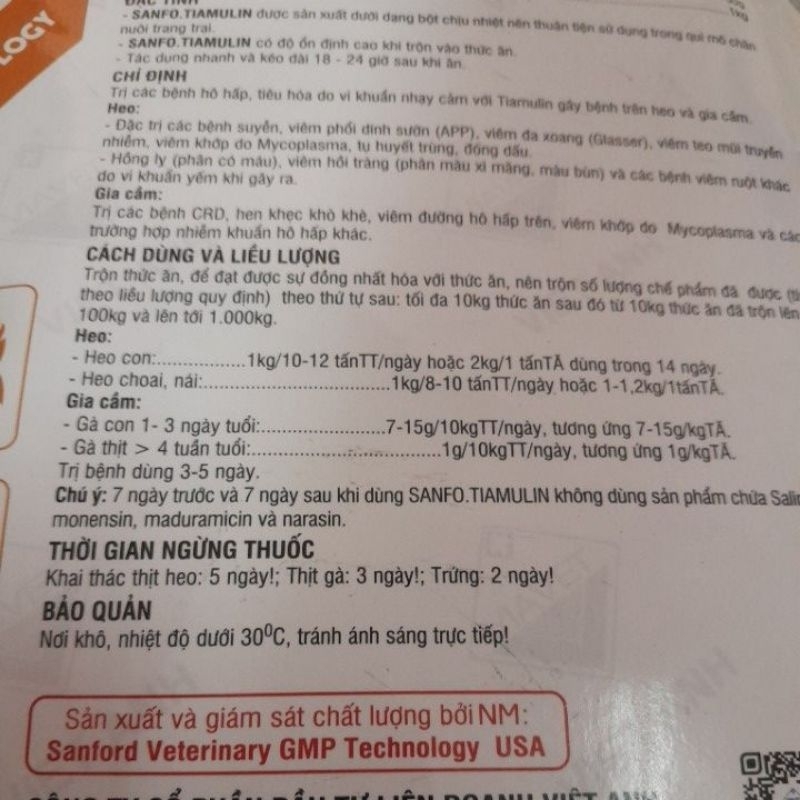 ĐẶC TÍNH
- SANFO.TIAMULIN được sản xuất dưới dạng bột chịu nhiệt nên thuận tiện sử dụng trong qui mô chăn
nuôi trang trại.
- SANFO.TIAMULIN có độ ổn định cao khi trộn vào thức ăn.
- Tác dụng nhanh và kéo dài 18 - 24 giờ sau khi ăn.
1kg
LOGY
CHỈ ĐỊNH
Trị các bệnh hô hấp, tiêu hóa do vi khuẩn nhạy cảm với Tiamulin gây bệnh trên heo và gia cầm.
Heo:
- Đặc trị các bệnh suyễn, viêm phổi dính sườn (APP), viêm đa xoang (Glasser), viêm teo mũi truyền
nhiễm, viêm khớp do Mycoplasma, tụ huyết trùng, đóng dấu.
- Hồng lỵ (phân có máu), viêm hồi tràng (phân màu xi măng, màu bùn) và các bệnh viêm ruột khác
do vi khuẩn yếm khí gây ra.
Gia cầm:
Trị các bệnh CRD, hen khẹc khò khè, viêm đường hô hấp trên, viêm khớp do Mycoplasma và các
trường hợp nhiễm khuẩn hô hấp khác.
CÁCH DÙNG VÀ LIỀU LƯỢNG
Trộn thức ăn, để đạt được sự đồng nhất hóa với thức ăn, nên trộn số lượng chế phẩm đã được
theo liều lượng quy định) theo thứ tự sau: tối đa 10kg thức ăn sau đó từ 10kg thức ăn đã trộn lên
100kg và lên tới 1.000kg.
Heo:
- Heo con:...............1kg/10-12 tấnTT/ngày hoặc 2kg/1 tấnTĂ dùng trong 14 ngày.
- Heo choai, nái:................................1kg/8-10 tấnTT/ngày hoặc 1-1,2kg/1tấnTĂ.
Gia cầm:
- Gà con 1- 3 ngày tuổi:.....................7-15g/10kgTT/ngày, tương ứng 7-15g/kgTĂ.
- Gà thịt > 4 tuần tuổi:................................1g/10kgTT/ngày, tương ứng 1g/kgTĂ.
Trị bệnh dùng 3-5 ngày.
Chú ý: 7 ngày trước và 7 ngày sau khi dùng SANFO.TIAMULIN không dùng sản phẩm chứa Salin
monensin, maduramicin và narasin.
THỜI GIAN NGỪNG THUỐC
Khai thác thịt heo: 5 ngày!; Thịt gà: 3 ngày!; Trứng: 2 ngày!
BẢO QUẢN
Nơi khô, nhiệt độ dưới 30⁰C, tránh ánh sáng trực tiếp!
Sản xuất và giám sát chất lượng bởi NM:
Sanford Veterinary GMP Technology USA
CÔNG TY CỔ PHẦN ĐẦU TƯ LIÊN DOANH VIỆT ANH